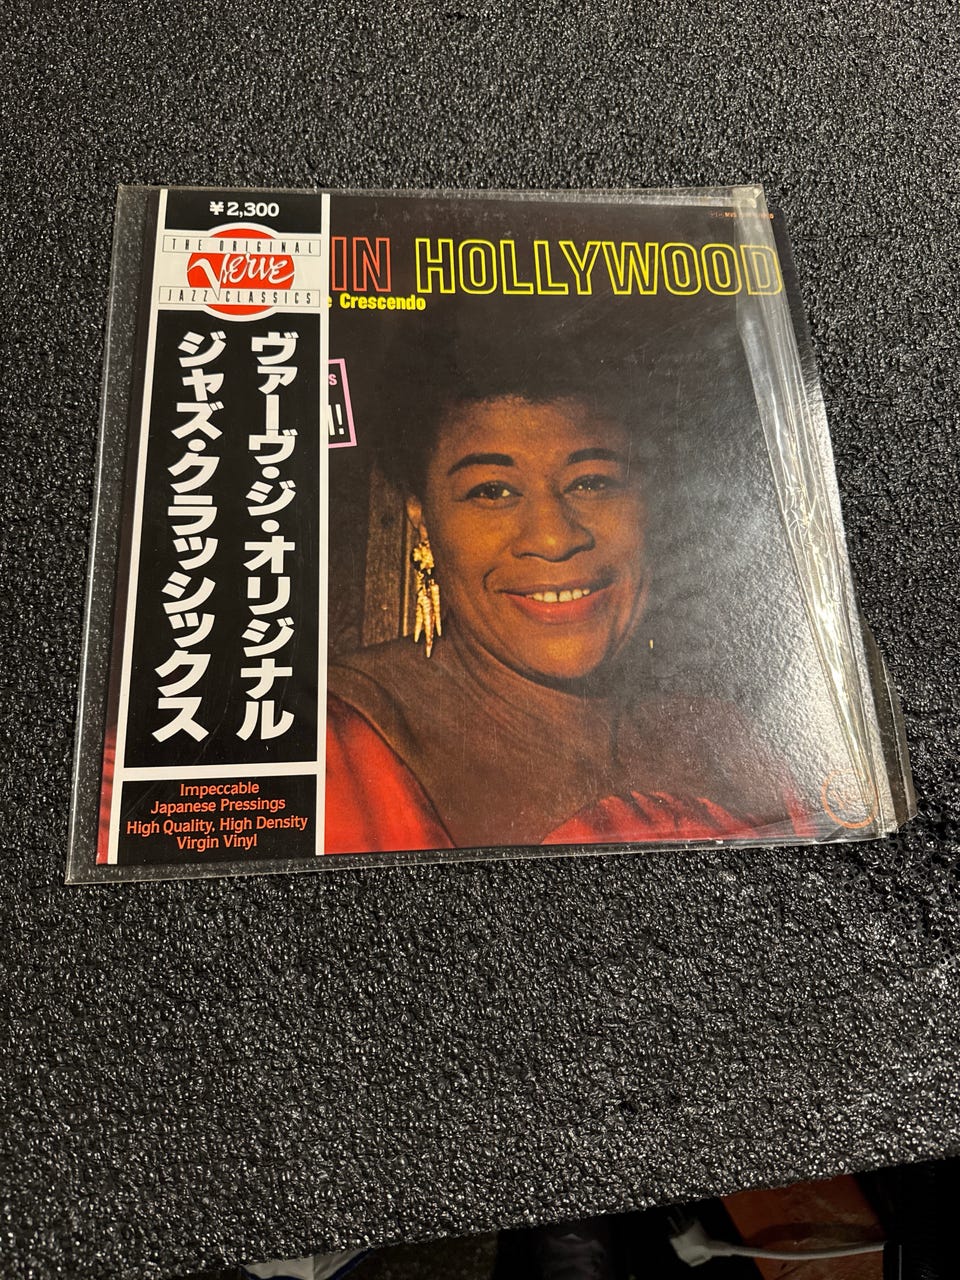 ¥2,300
THE ORIGINAL
Verve
JAZZ CLASSICS
ヴァーヴ・ジ・オリジナル
ジャズ・クラシックス
Impeccable
Japanese Pressings
High Quality, High Density
Virgin Vinyl
IN HOLLYWOOD
e Crescendo
S
!